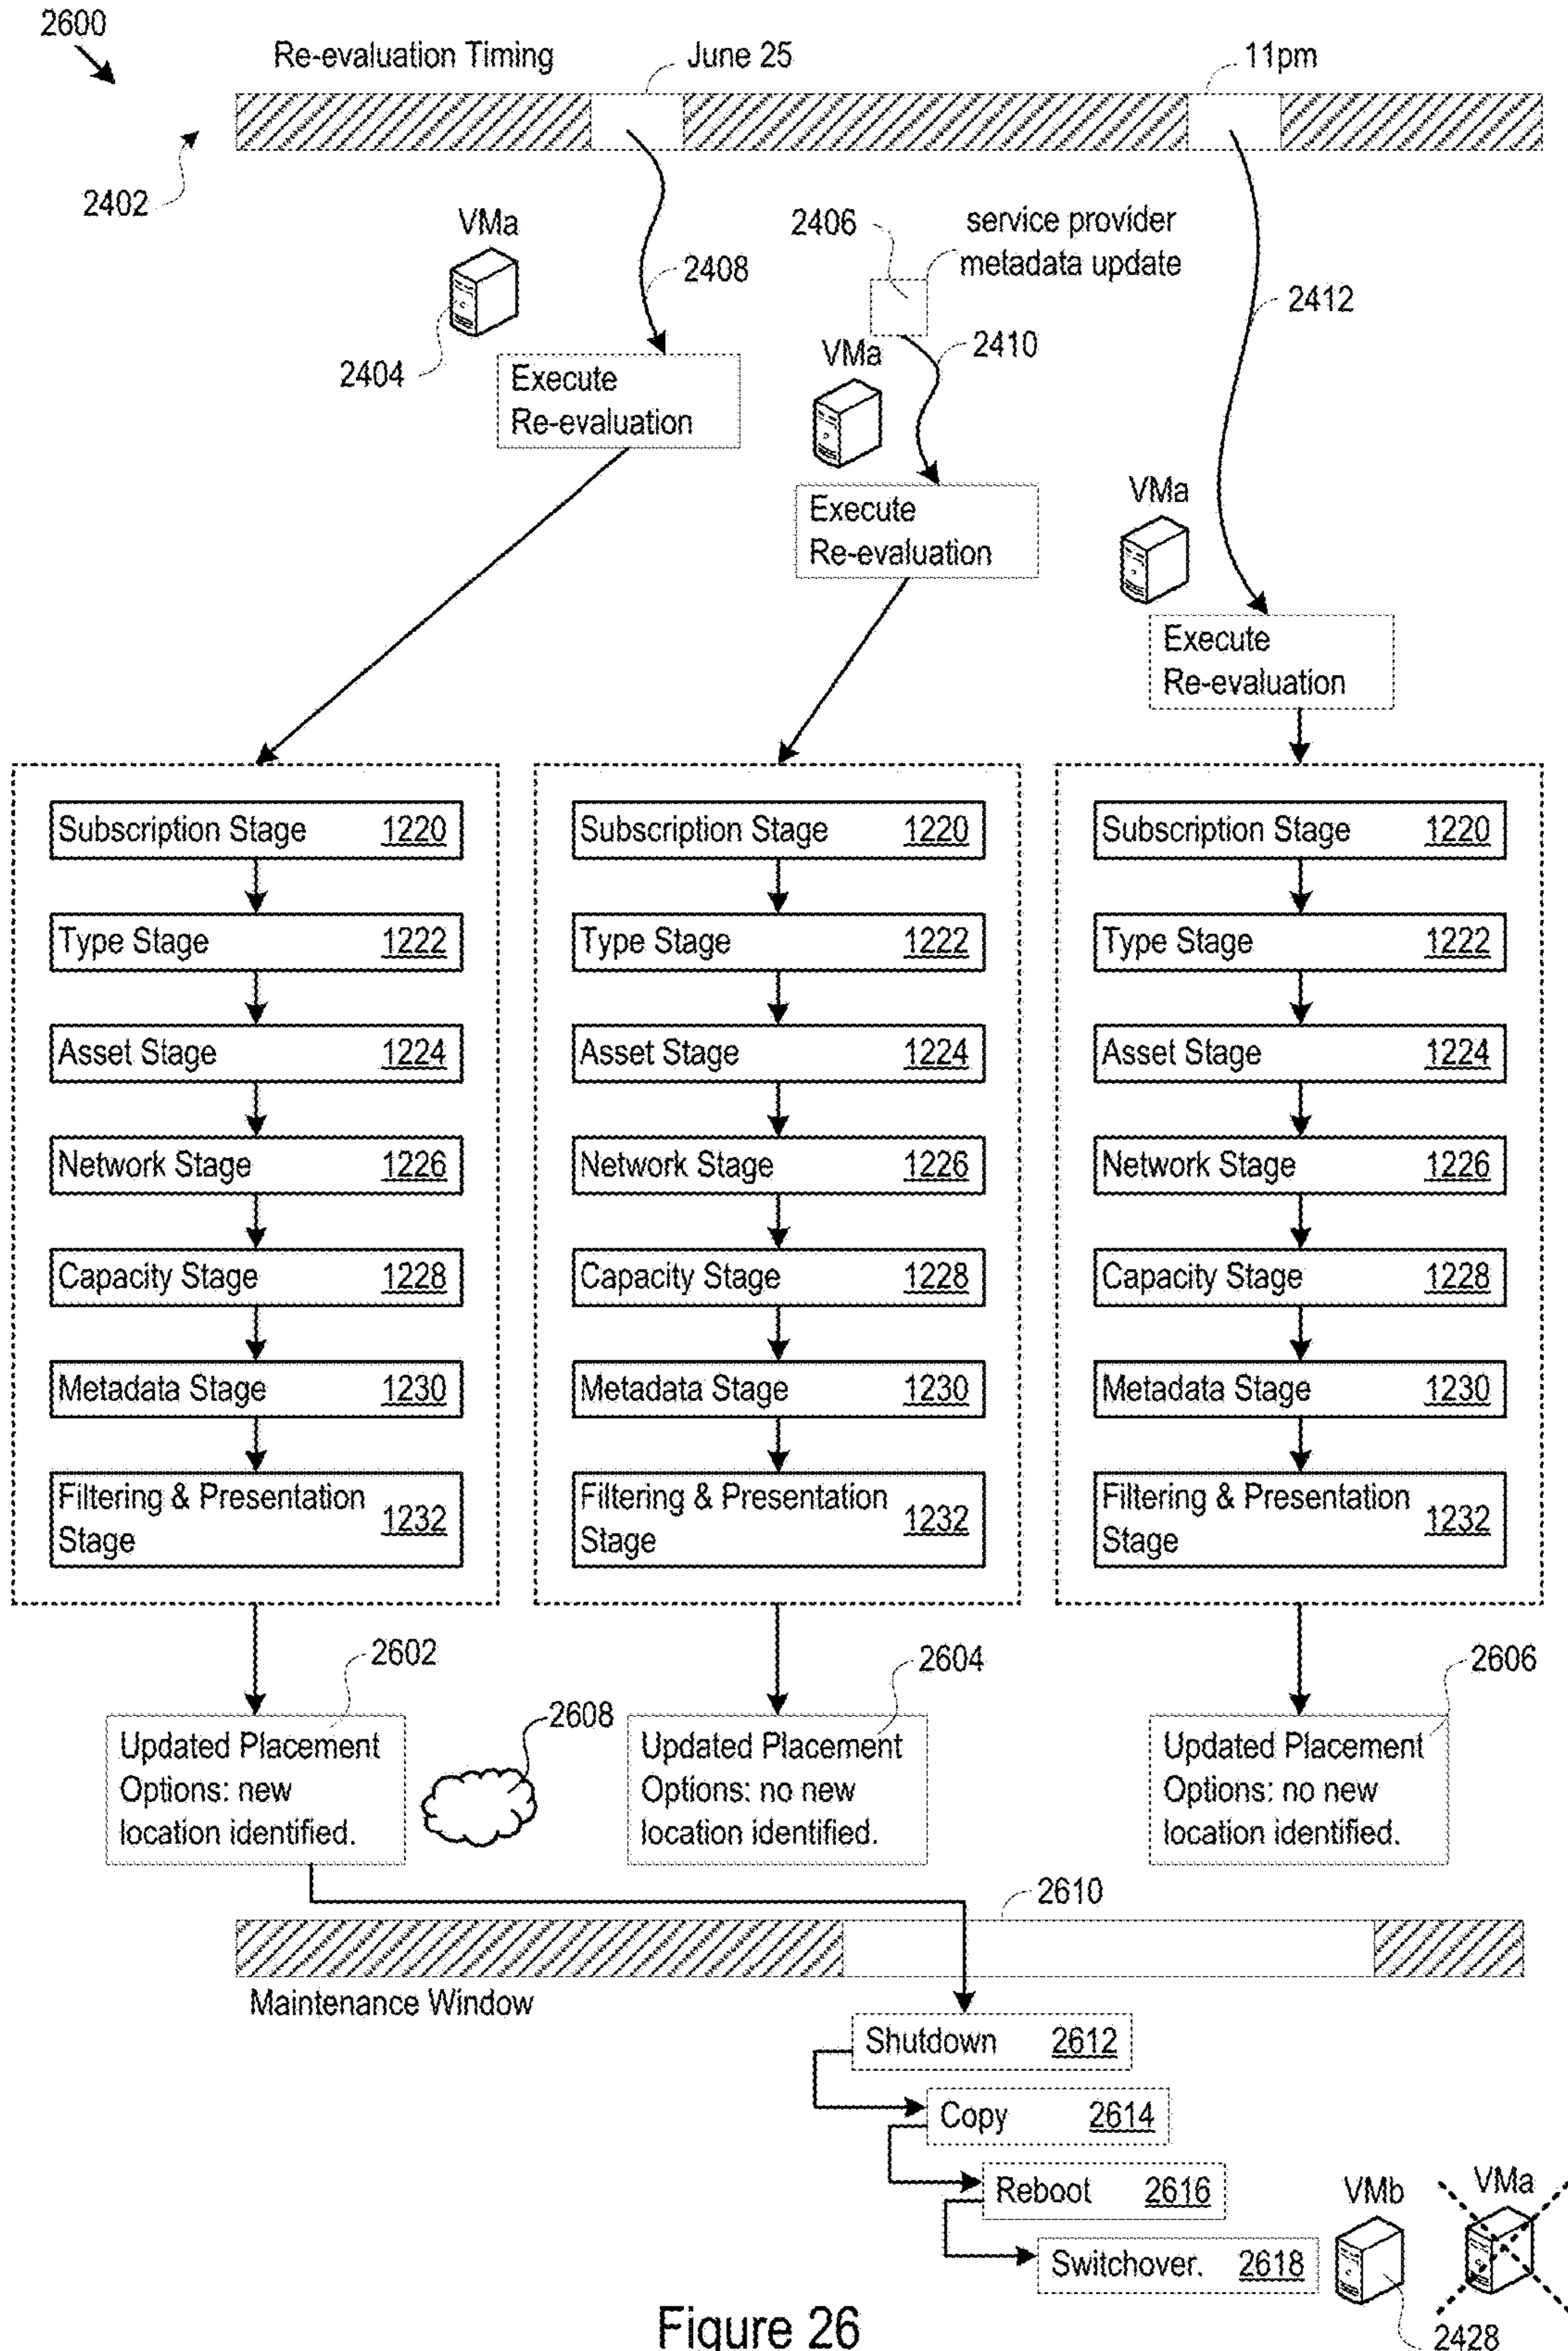 2600
Re-evaluation Timing
June 25
11pm
2402
VMa
2404
2408
2406
service provider
metadata update
2412
VMa
2410
Execute
Re-evaluation
VMa
Execute
Re-evaluation
Execute
Re-evaluation
Subscription Stage 1220
Type Stage 1222
Asset Stage 1224
Network Stage 1226
Capacity Stage 1228
Metadata Stage 1230
Filtering & Presentation
Stage 1232
Subscription Stage 1220
Type Stage 1222
Asset Stage 1224
Network Stage 1226
Capacity Stage 1228
Metadata Stage 1230
Filtering & Presentation
Stage 1232
Subscription Stage 1220
Type Stage 1222
Asset Stage 1224
Network Stage 1226
Capacity Stage 1228
Metadata Stage 1230
Filtering & Presentation
Stage 1232
2602
Updated Placement
Options: new
location identified.
2608
2604
Updated Placement
Options: no new
location identified.
2606
Updated Placement
Options: no new
location identified.
2610
Maintenance Window
Shutdown 2612
Copy 2614
Reboot 2616
Switchover. 2618
VMb
VMa
2428
Figure 26